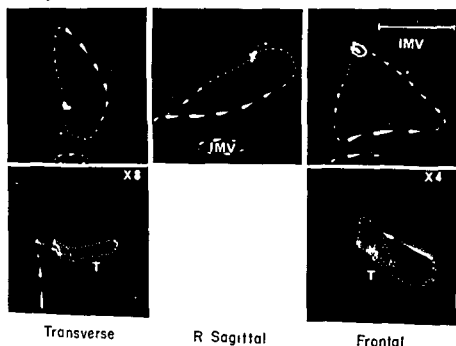 IMV
IMV
X8
X4
T
T
Transverse
R Sagittal
Frontal